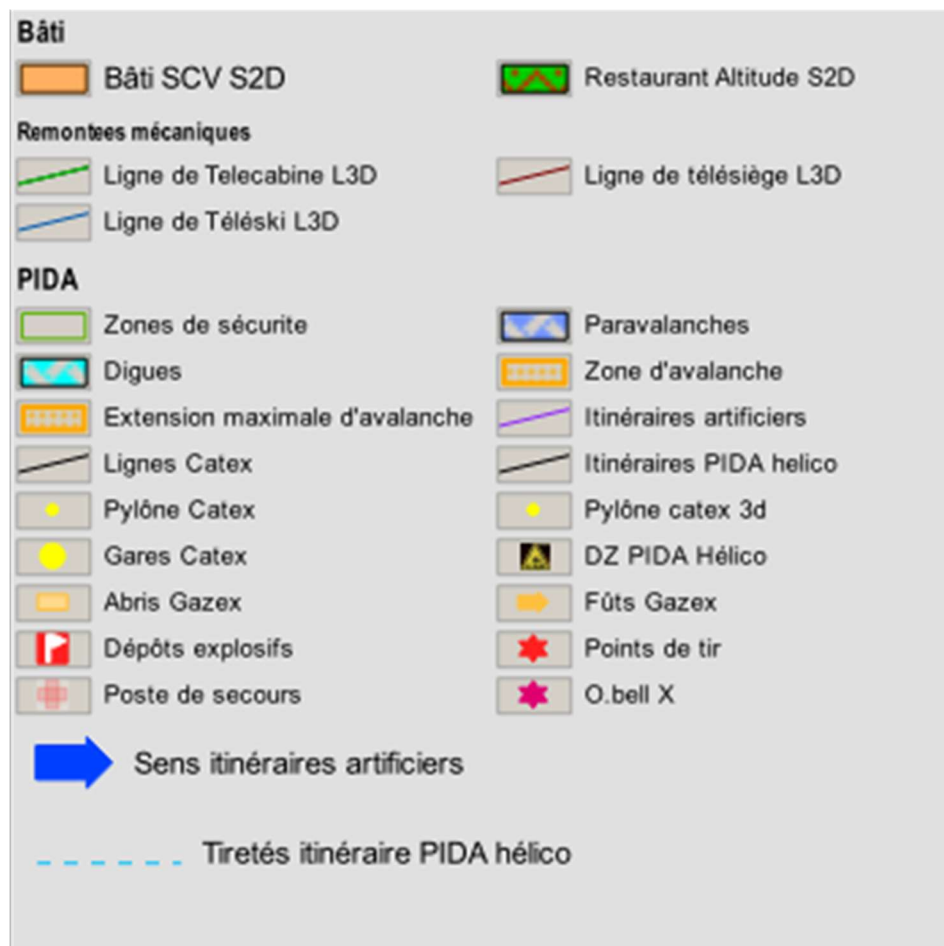 Bâti
Bâti SCV S2D Restaurant Altitude S2D
Remontees mécaniques
Ligne de Telecabine L3D Ligne de télésiège L3D
Ligne de Téléski L3D
PIDA
Zones de sécurite Paravalanches
Digues Zone d'avalanche
Extension maximale d'avalanche Itinéraires artificiers
Lignes Catex Itinéraires PIDA helico
Pylône Catex Pylône catex 3d
Gares Catex DZ PIDA Hélico
Abris Gazex Fûts Gazex
Dépôts explosifs Points de tir
Poste de secours O.bell X
Sens itinéraires artificiers
Tiretés itinéraire PIDA hélico